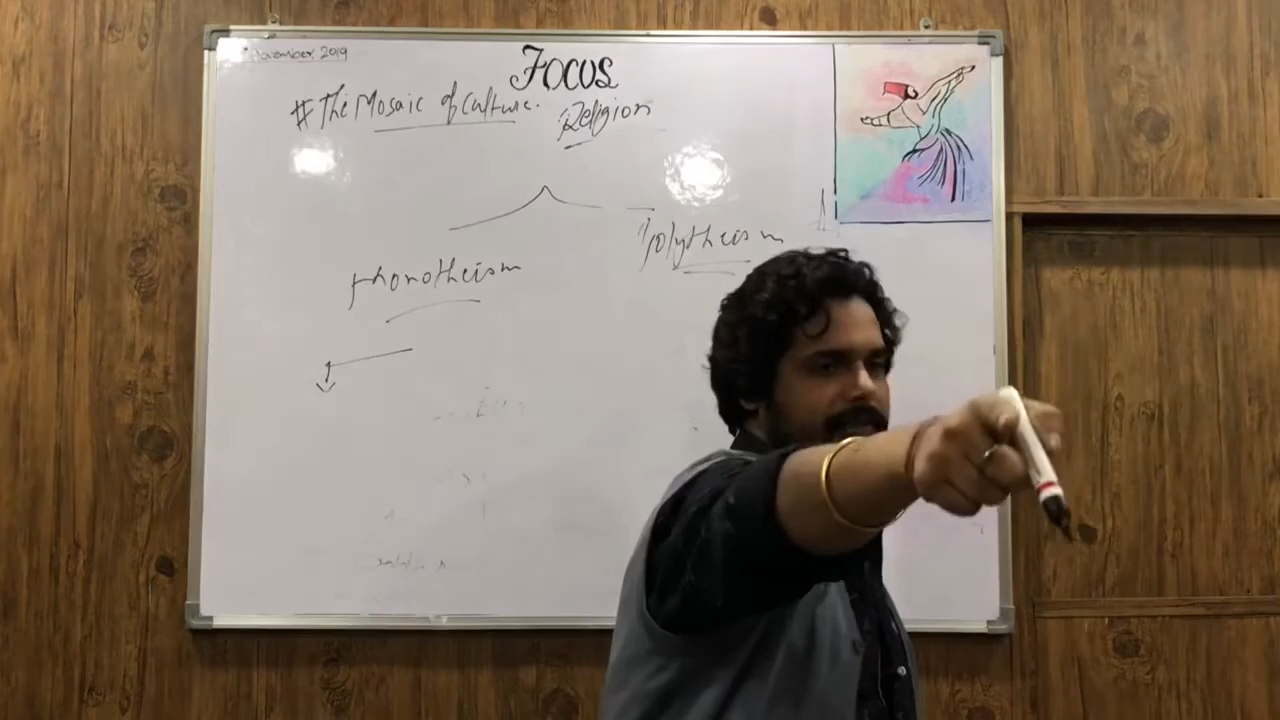 November, 2019
FOCUS
#The Mosaic of Culture. Religion
Polytheism
Monotheism